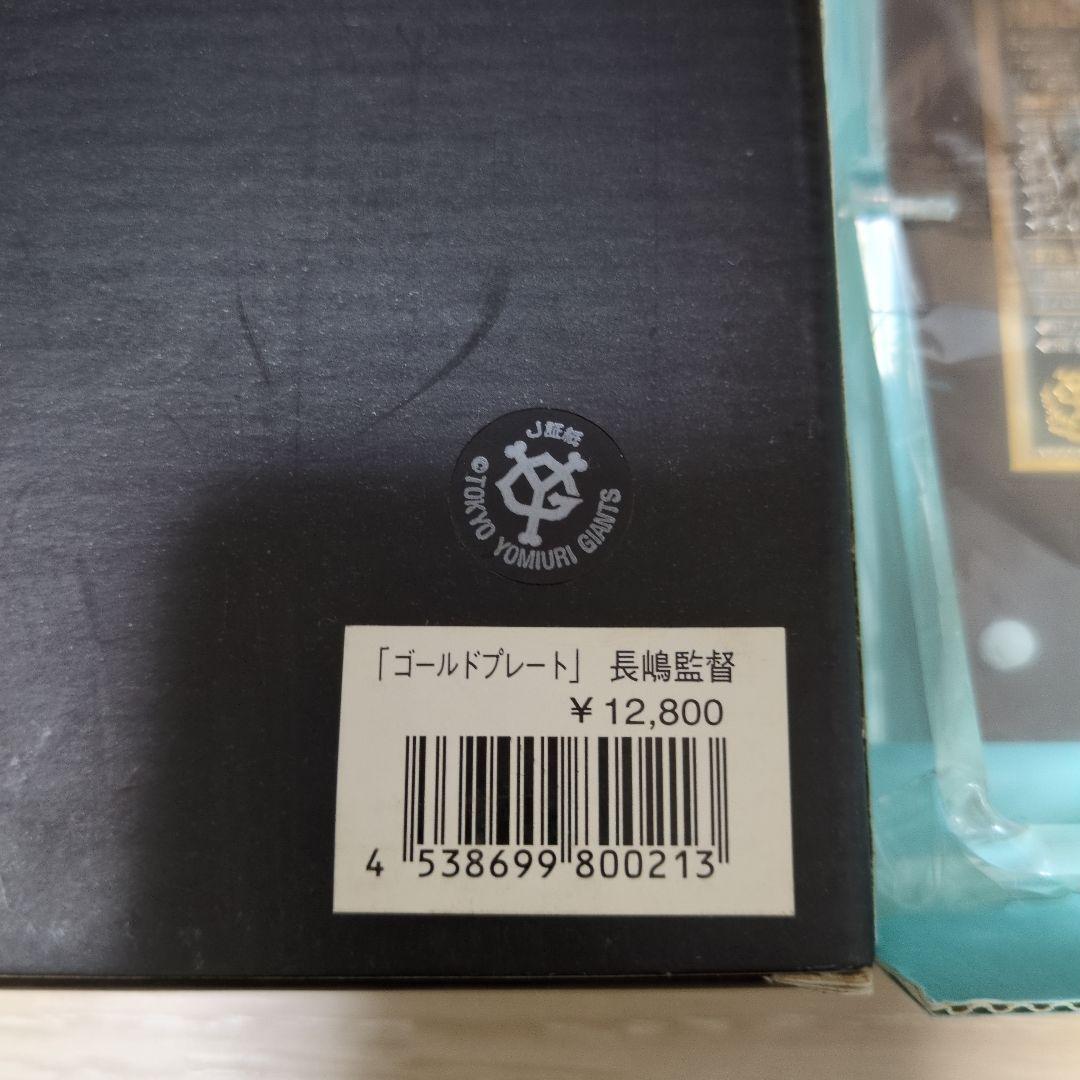 J証紙
©TOKYO YOMIURI GIANTS
「ゴールドプレート」 長嶋監督
¥12,800
4 538699 800213